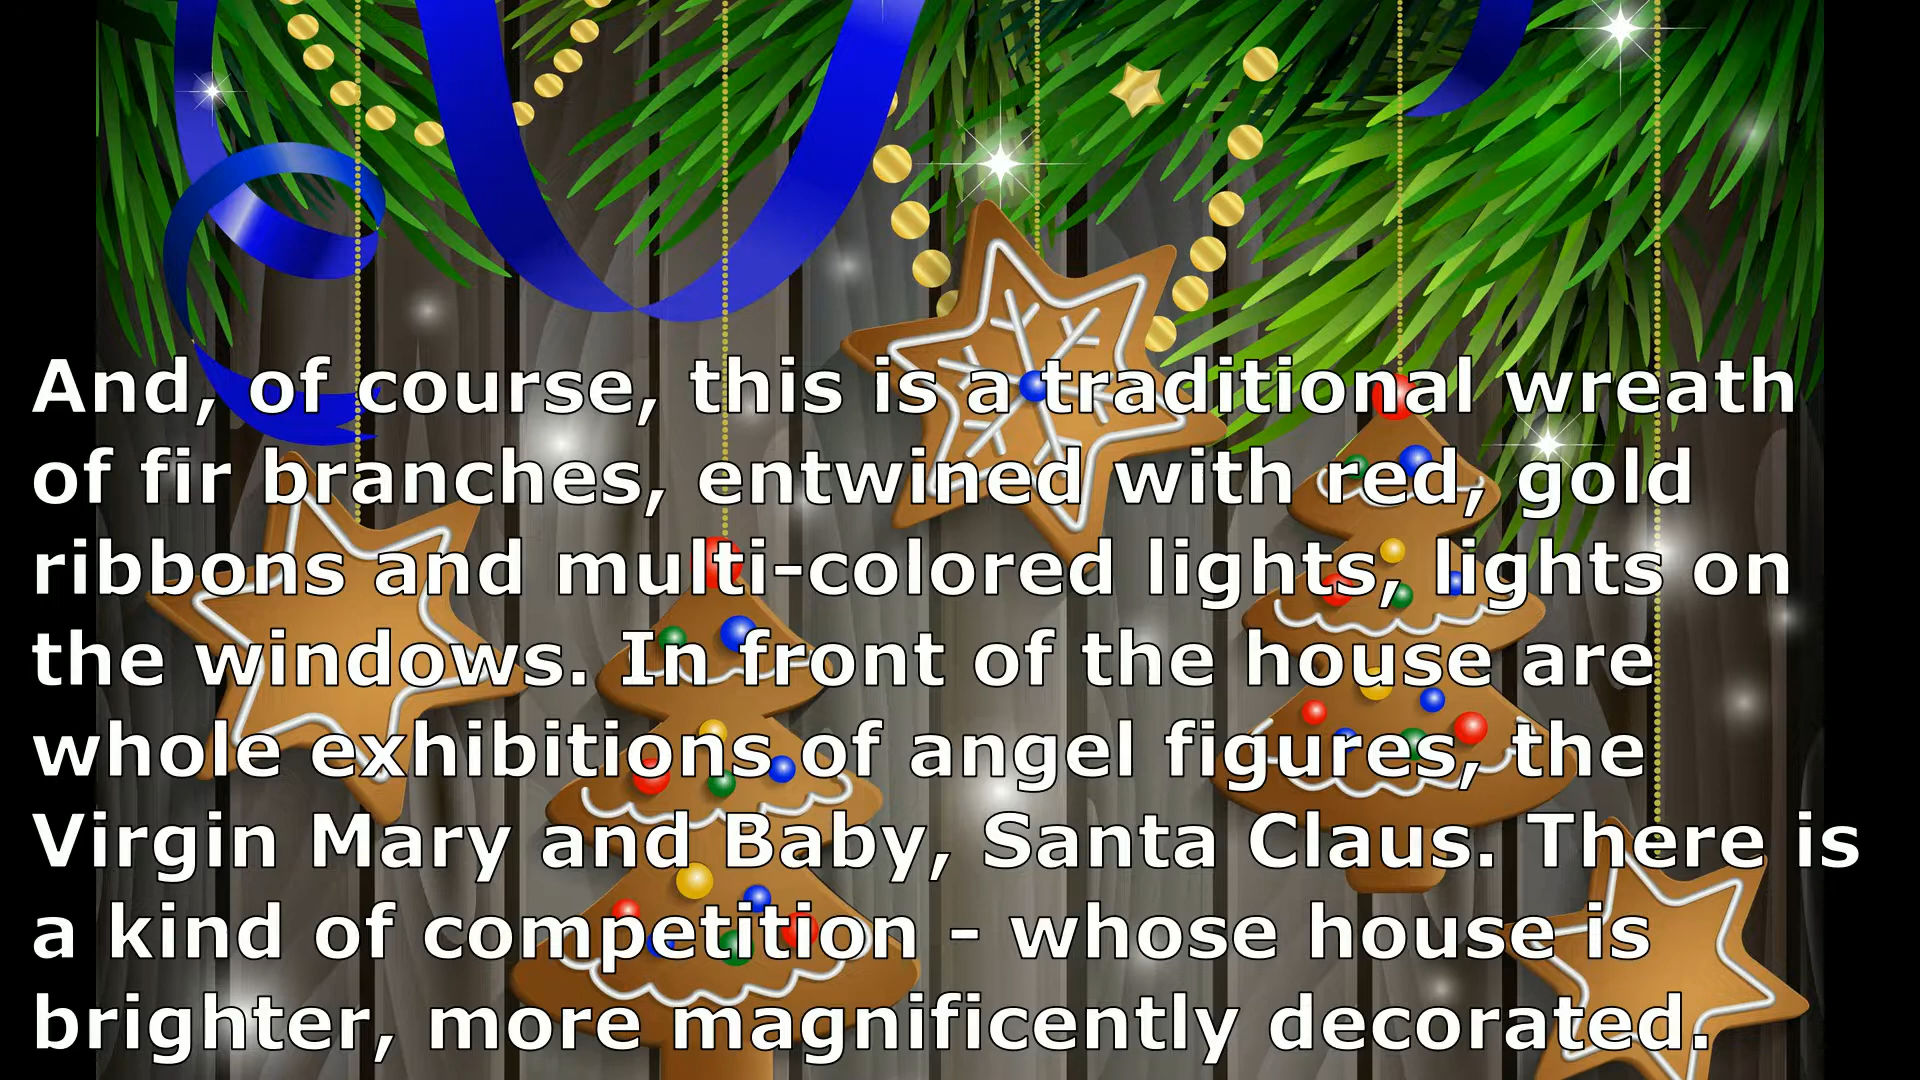 And, of course, this is a traditional wreath
of fir branches, entwined with red, gold
ribbons and multi-colored lights, lights on
the windows. In front of the house are
whole exhibitions of angel figures, the
Virgin Mary and Baby, Santa Claus. There is
a kind of competition - whose house is
brighter, more magnificently decorated.